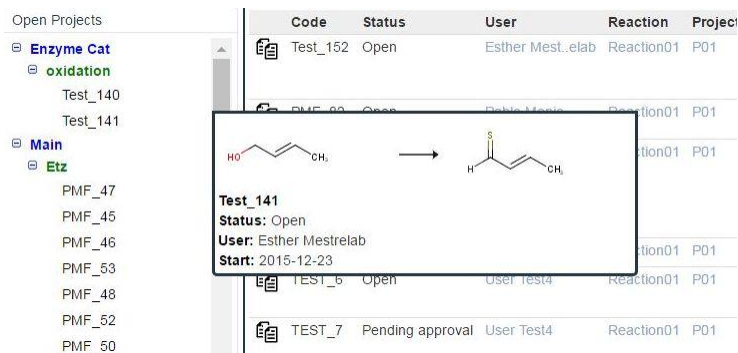 Open Projects
Enzyme Cat
oxidation
Test_140
Test_141
Main
Etz
PMF_47
PMF_45
PMF_46
PMF_53
PMF_48
PMF_52
PMF_50
Code Status User Reaction Project
Test_152 Open Esther Mest..elab Reaction01 P01
Open P01
P01
HO CH₃ S H CH₃
Test_141
Status: Open
User: Esther Mestrelab
Start: 2015-12-23
P01
TEST_6 Open User Test4 Reaction01 P01
TEST_7 Pending approval User Test4 Reaction01 P01